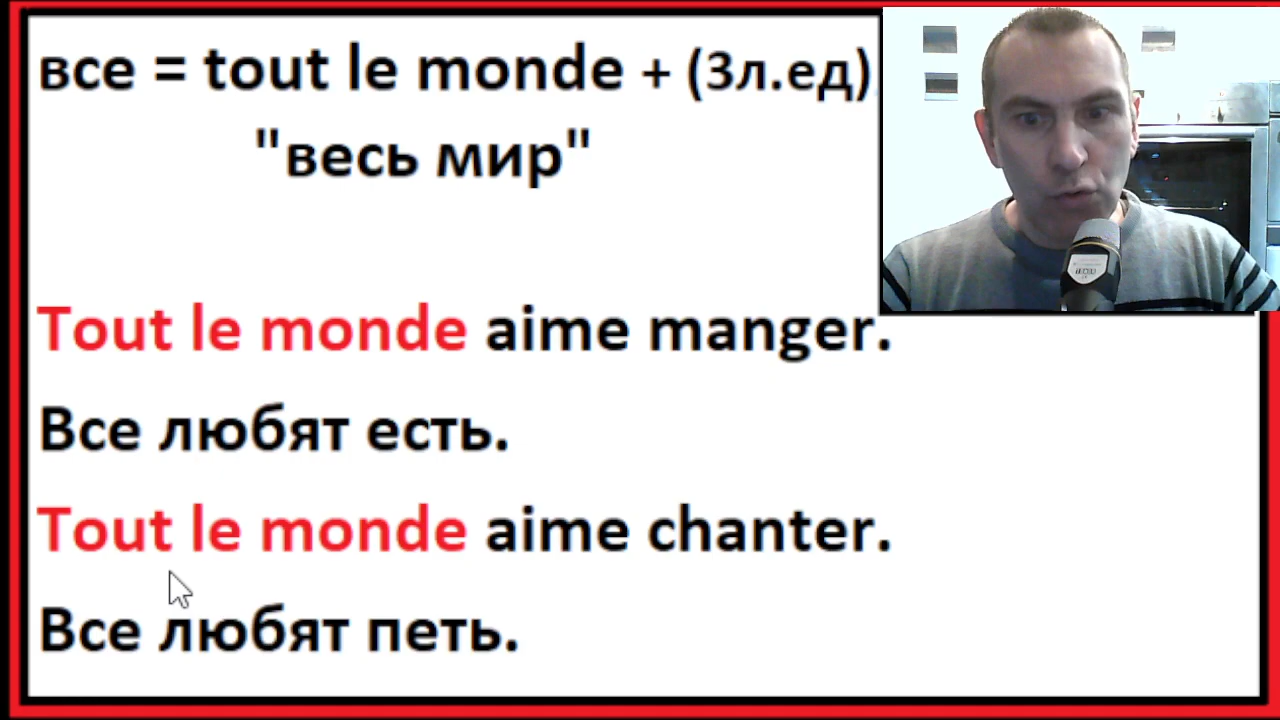 все = tout le monde + (3л.ед)
"весь мир"
Tout le monde aime manger.
Все любят есть.
Tout le monde aime chanter.
Все любят петь.